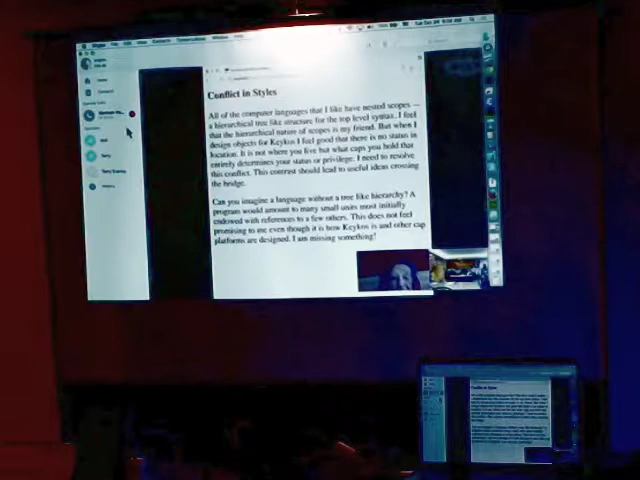 Conflict in Styles
All of the computer languages that I like have nested scopes —
a hierarchical tree like structure for the top level syntax. I feel
that the hierarchical nature of scopes is my friend. But when I
design objects for Keykos I feel good that there is no status in
location. It is not where you live but what caps you hold that
entirely determines your status or privilege. I need to resolve
this conflict. This contrast should lead to useful ideas crossing
the bridge.
Can you imagine a language without a tree like hierarchy? A
program would amount to many small units most initially
endowed with references to a few others. This does not feel
promising to me even though it is how Keykos is and other cap
platforms are designed. I am missing something!